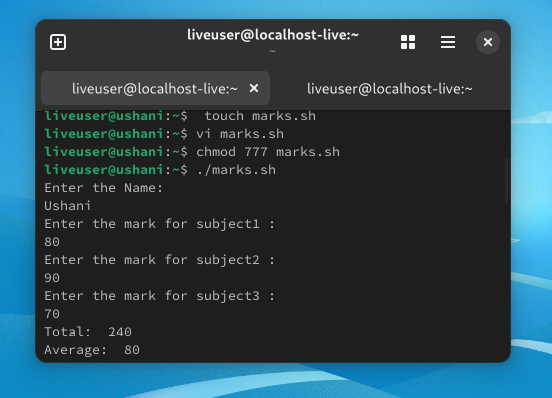 liveuser@localhost-live:~
~
liveuser@localhost-live:~
liveuser@localhost-live:~
liveuser@ushani:~$  touch marks.sh
liveuser@ushani:~$ vi marks.sh
liveuser@ushani:~$ chmod 777 marks.sh
liveuser@ushani:~$ ./marks.sh
Enter the Name:
Ushani
Enter the mark for subject1 :
80
Enter the mark for subject2 :
90
Enter the mark for subject3 :
70
Total:  240
Average:  80